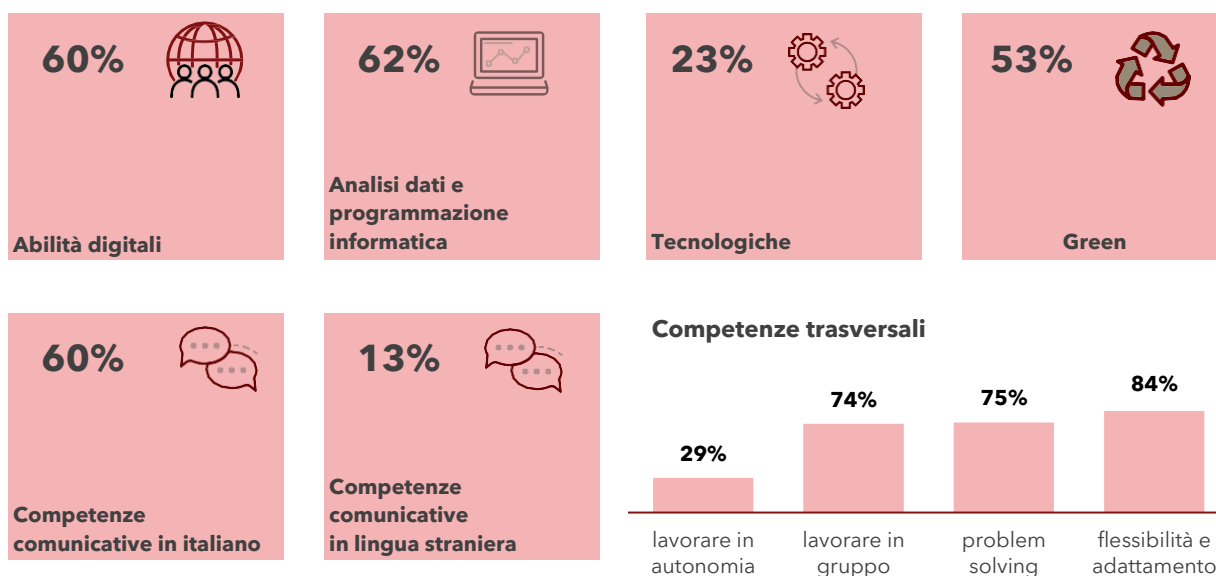 60%
Abilità digitali
62%
Analisi dati e
programmazione
informatica
23%
Tecnologiche
53%
Green
60%
Competenze
comunicative in italiano
13%
Competenze
comunicative
in lingua straniera
Competenze trasversali
29%
74%
75%
84%
lavorare in
autonomia
lavorare in
gruppo
problem
solving
flessibilità e
adattamento